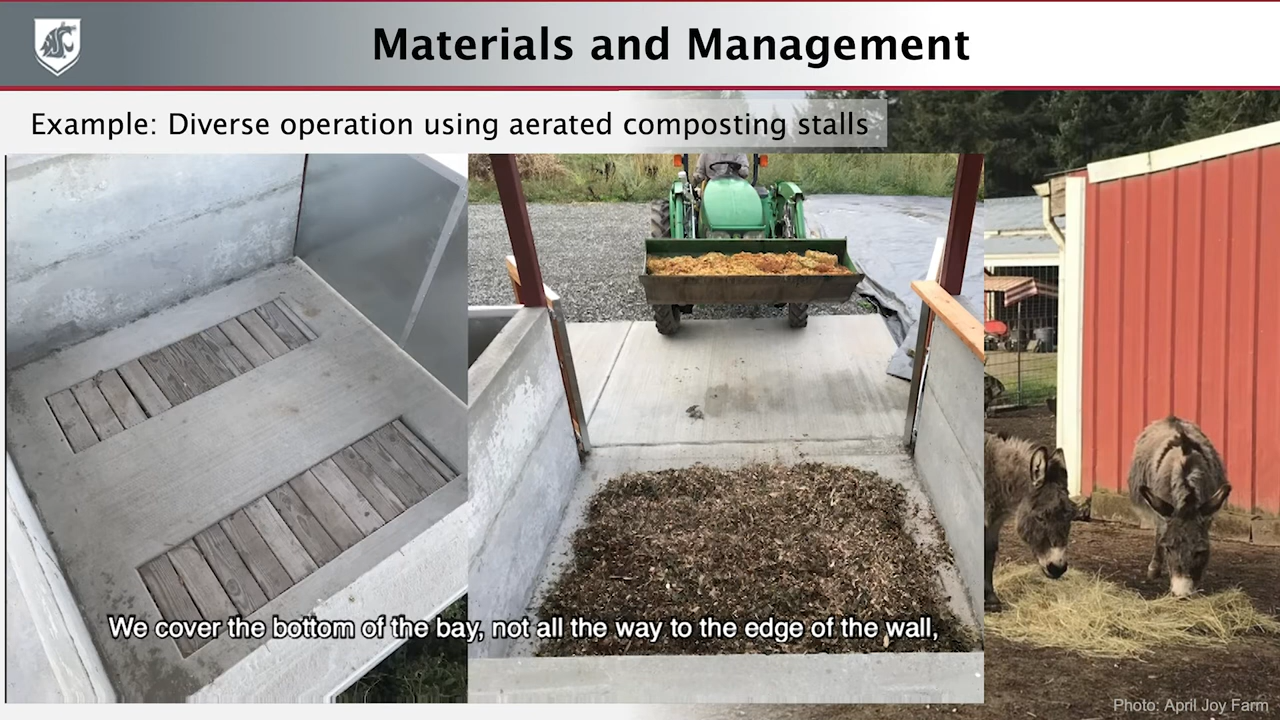 Materials and Management
Example: Diverse operation using aerated composting stalls
We cover the bottom of the bay, not all the way to the edge of the wall,
Photo: April Joy Farm